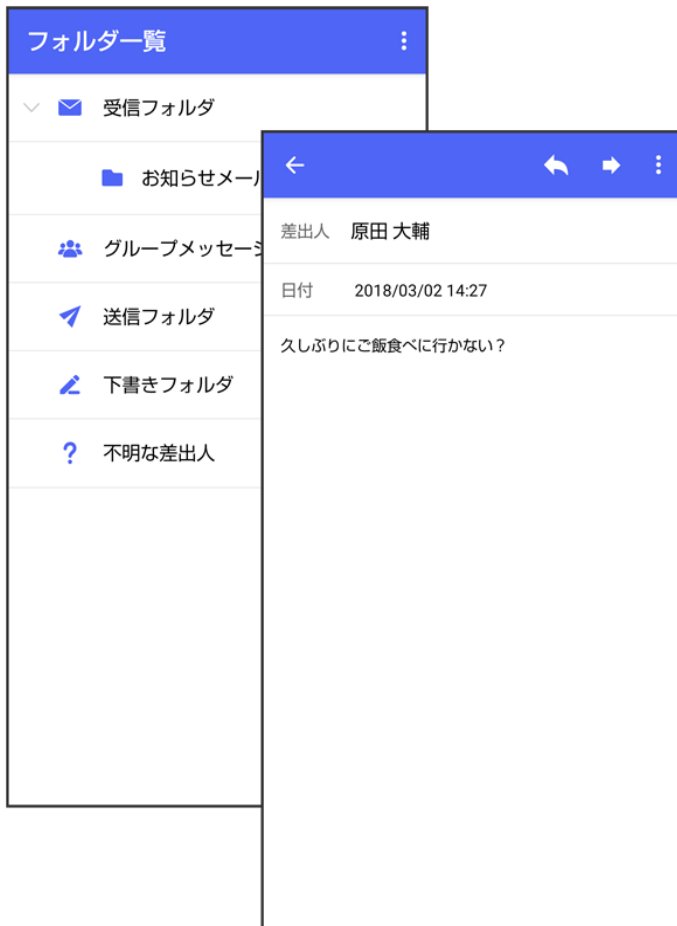 フォルダ一覧
受信フォルダ
お知らせメール
グループメッセージ
送信フォルダ
下書きフォルダ
不明な差出人
差出人 原田 大輔
日付 2018/03/02 14:27
久しぶりにご飯食べに行かない？